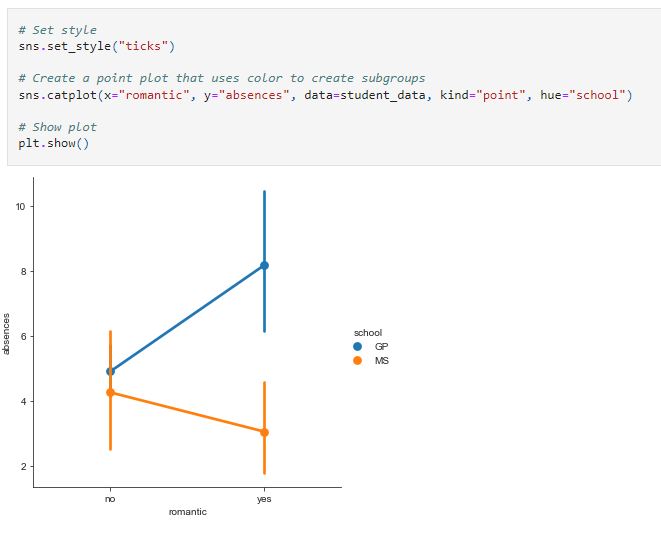 # Set style
sns.set_style("ticks")
# Create a point plot that uses color to create subgroups
sns.catplot(x="romantic", y="absences", data=student_data, kind="point", hue="school")
# Show plot
plt.show()
10
8
6
4
2
absences
no
yes
romantic
school
GP
MS